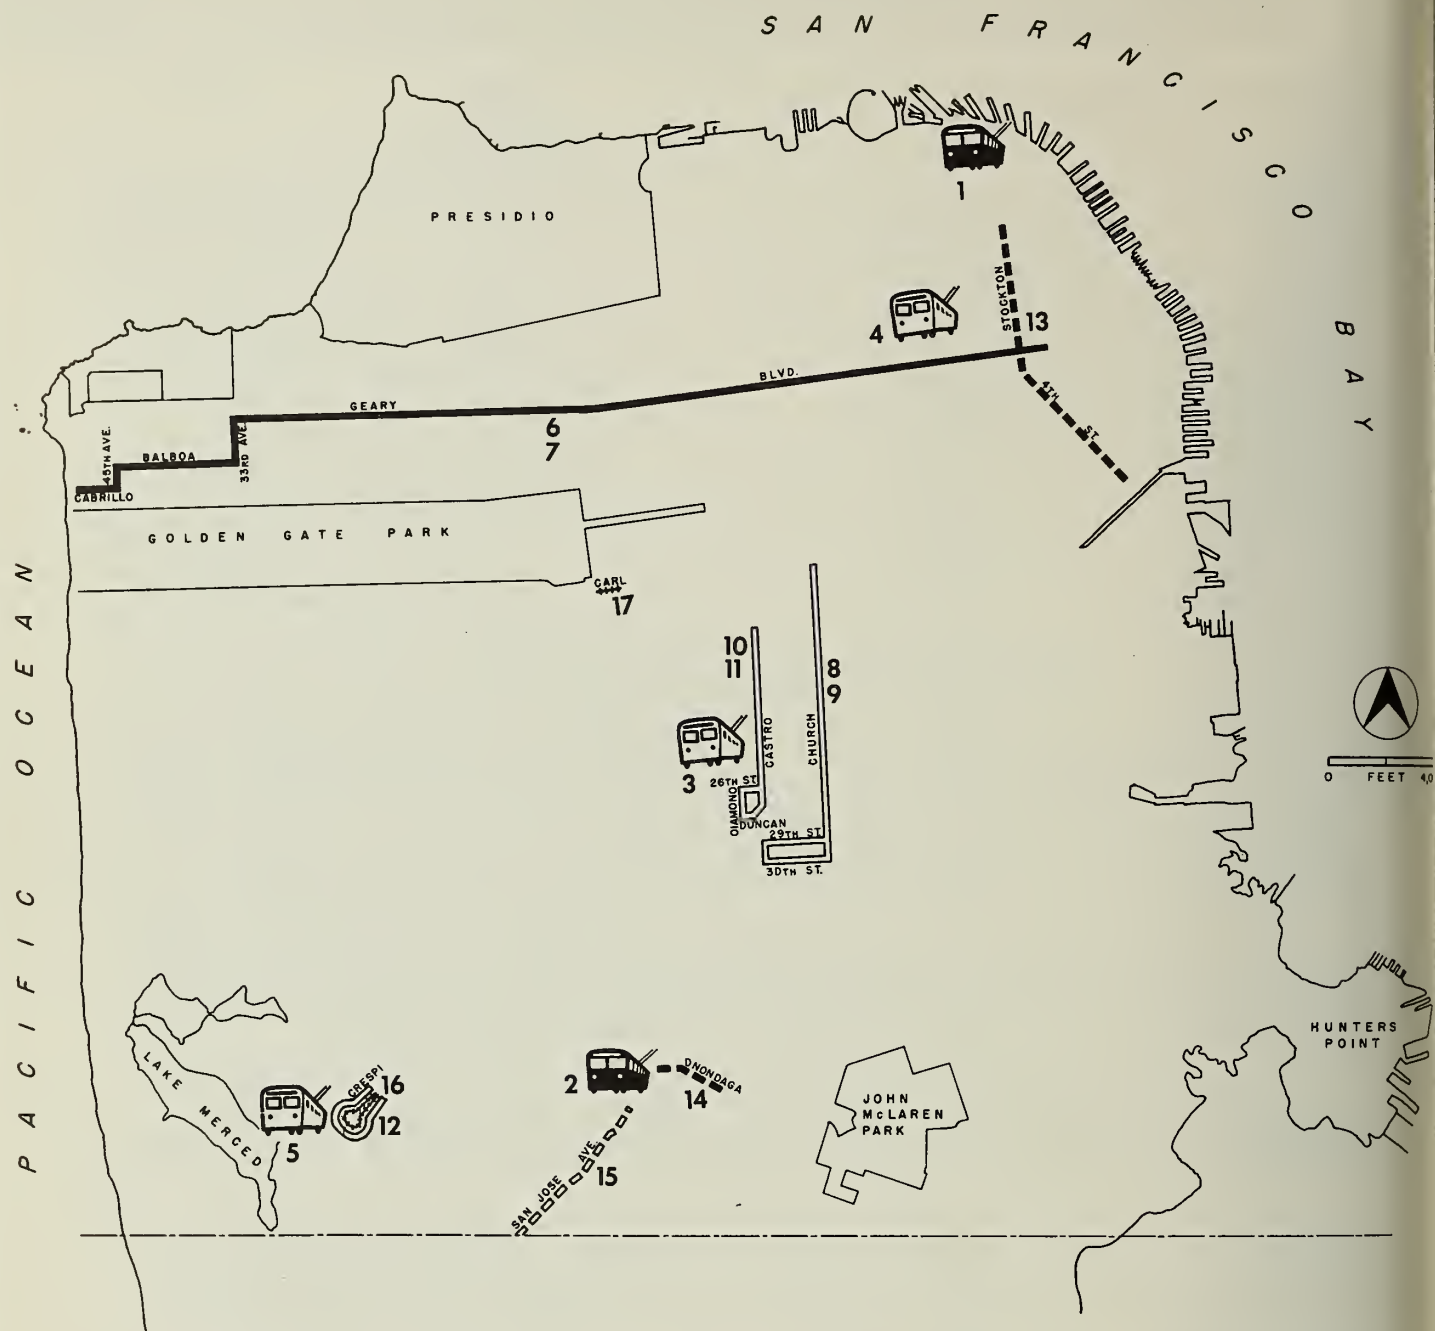 SAN FRANCISCO BAY
PRESIDIO
1
STOCKTON
4
13
BLVD.
GEARY
4TH ST.
6
7
45TH AVE.
BALBOA
33RD AVE.
CABRILLO
GOLDEN GATE PARK
CARL
17
PACIFIC OCEAN
10
11
8
9
CASTRO
CHURCH
3
26TH ST.
DIAMOND
DUNCAN
29TH ST.
30TH ST.
0 FEET 4,0
HUNTERS
POINT
LAKE MERCED
CRESPI
16
12
5
2
ONONDAGA
14
JOHN
McLAREN
PARK
SAN JOSE AVE.
15